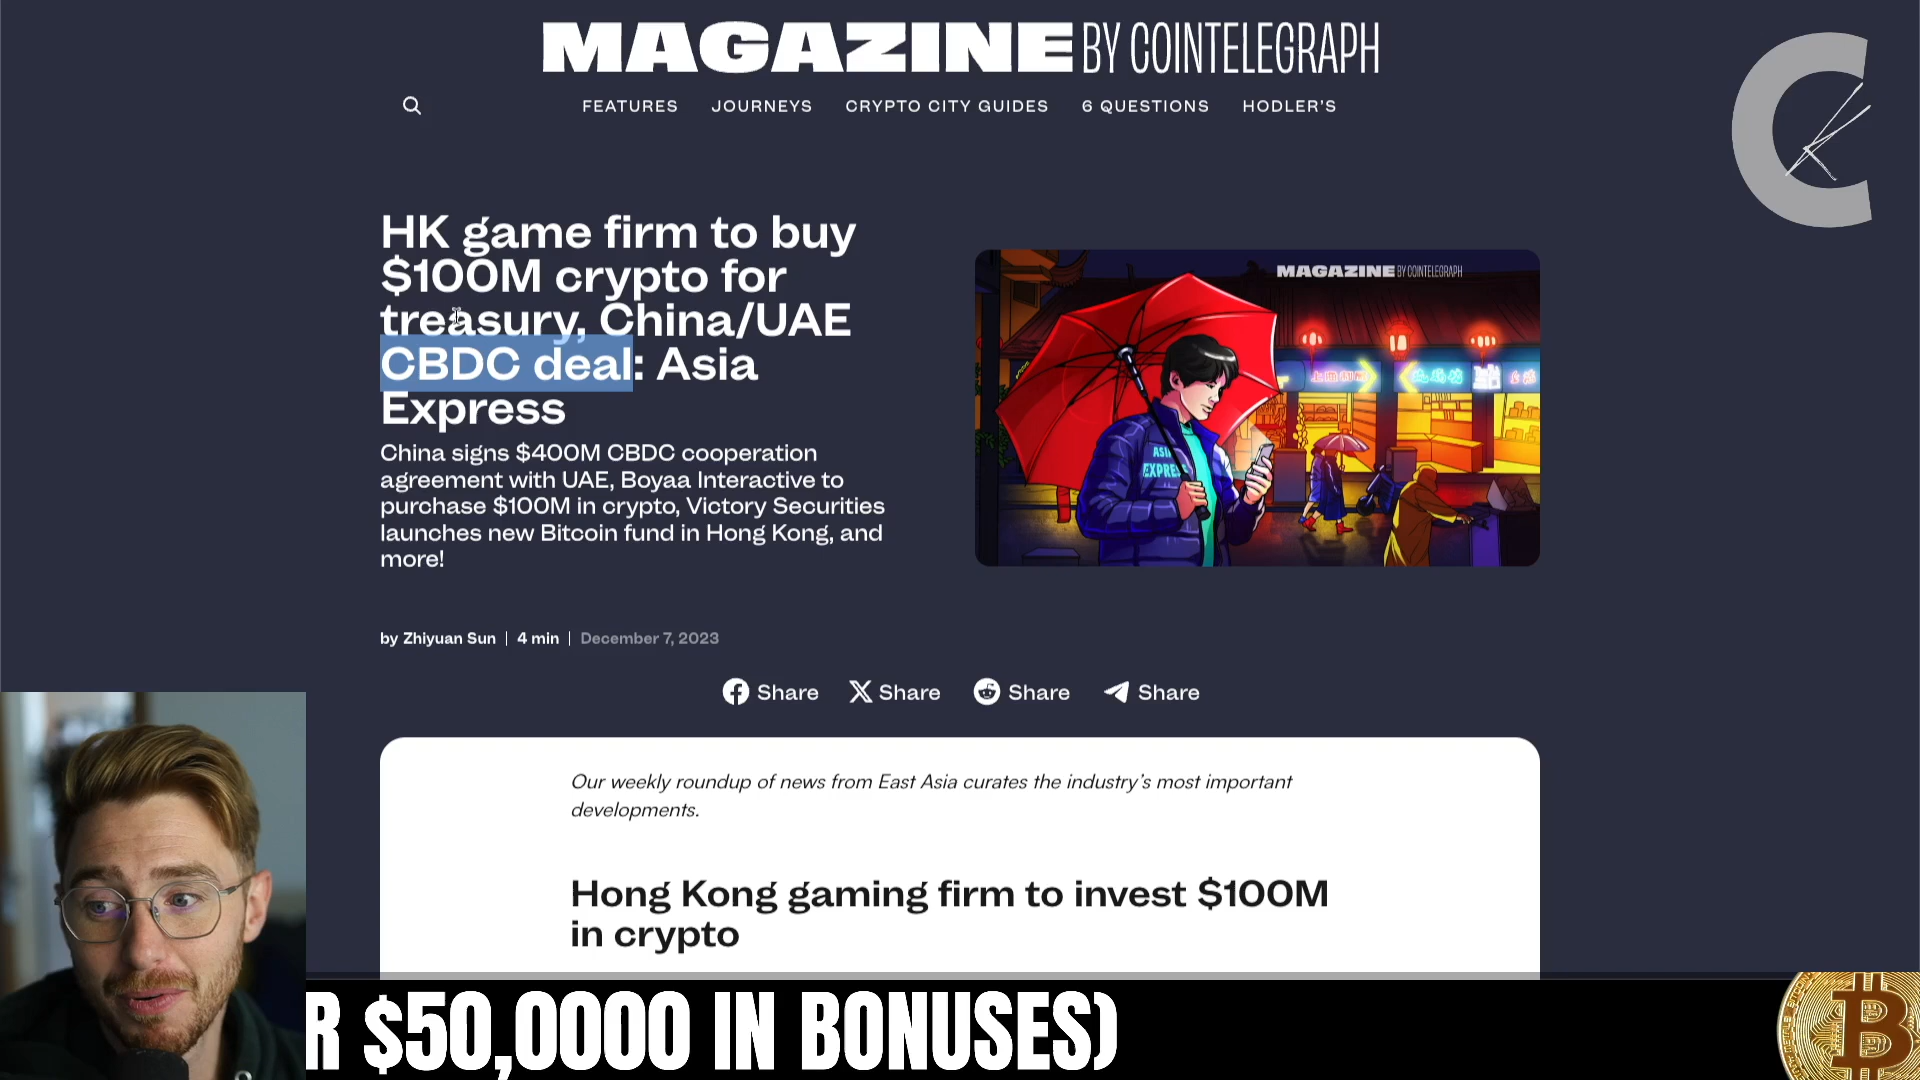 MAGAZINE BY COINTELEGRAPH
FEATURES JOURNEYS CRYPTO CITY GUIDES 6 QUESTIONS HODLER'S
HK game firm to buy
$100M crypto for
treasury, China/UAE
CBDC deal: Asia
Express
China signs $400M CBDC cooperation
agreement with UAE, Boyaa Interactive to
purchase $100M in crypto, Victory Securities
launches new Bitcoin fund in Hong Kong, and
more!
by Zhiyuan Sun | 4 min | December 7, 2023
MAGAZINE BY COINTELEGRAPH
ASIA
EXPRESS
Share Share Share Share
Our weekly roundup of news from East Asia curates the industry's most important
developments.
Hong Kong gaming firm to invest $100M
in crypto
R $50,0000 IN BONUSES)